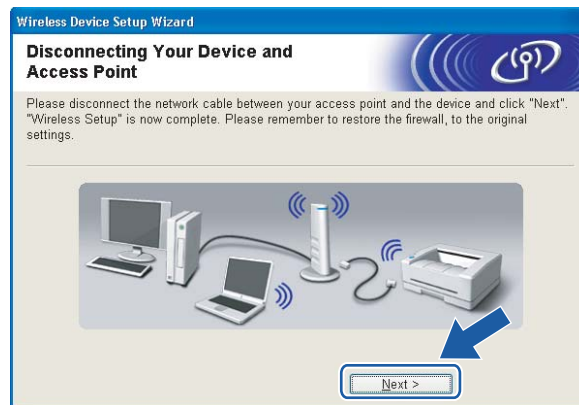 Wireless Device Setup Wizard
Disconnecting Your Device and
Access Point
Please disconnect the network cable between your access point and the device and click "Next".
"Wireless Setup" is now complete. Please remember to restore the firewall, to the original
settings.
Next >